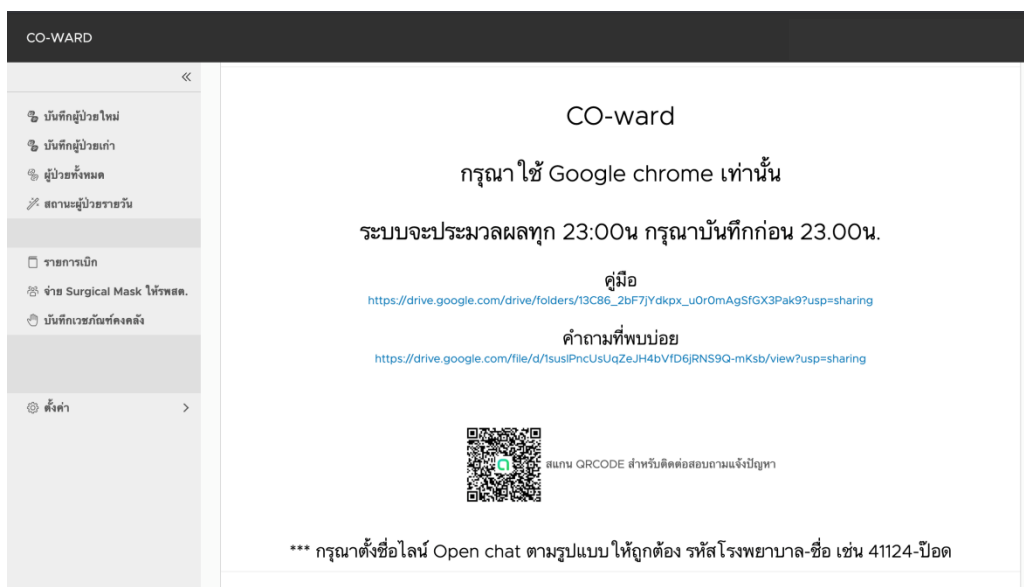 CO-WARD
บันทึกผู้ป่วยใหม่
บันทึกผู้ป่วยเก่า
ผู้ป่วยทั้งหมด
สถานะผู้ป่วยรายวัน
รายการเบิก
จ่าย Surgical Mask ให้รพสต.
บันทึกเวชภัณฑ์คงคลัง
ตั้งค่า
CO-ward
กรุณาใช้ Google chrome เท่านั้น
ระบบจะประมวลผลทุก 23:00น กรุณาบันทึกก่อน 23.00น.
คู่มือ
https://drive.google.com/drive/folders/13C86_2bF7jYdkpx_u0r0mAgSfGX3Pak9?usp=sharing
คำถามที่พบบ่อย
https://drive.google.com/file/d/1suslPncUsUqZeJH4bVfD6jRNS9Q-mKsb/view?usp=sharing
สแกน QRCODE สำหรับติดต่อสอบถามแจ้งปัญหา
*** กรุณาตั้งชื่อไลน์ Open chat ตามรูปแบบให้ถูกต้อง รหัสโรงพยาบาล-ชื่อ เช่น 41124-ป๊อด